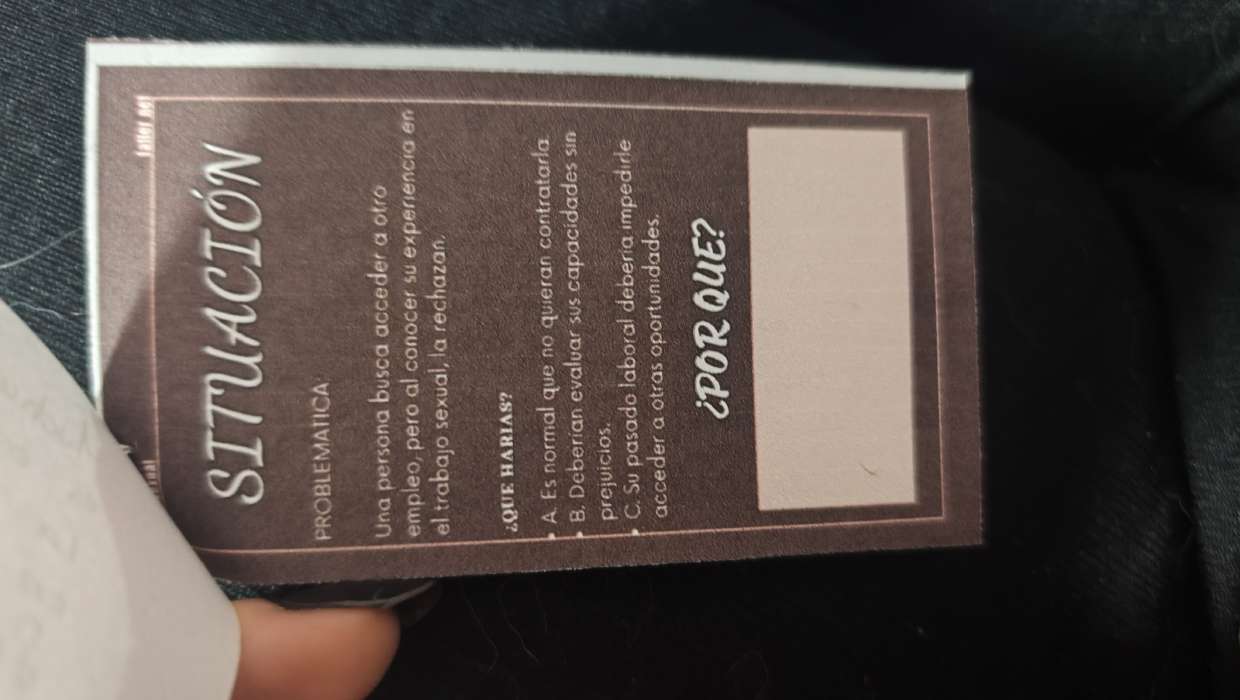 SITUACIÓN
PROBLEMATICA
Una persona busca acceder a otro
empleo, pero al conocer su experiencia en
el trabajo sexual, la rechazan.
¿QUE HARIAS?
• A. Es normal que no quieran contratarla.
• B. Deberían evaluar sus capacidades sin
prejuicios.
• C. Su pasado laboral debería impedirle
acceder a otras oportunidades.
¿POR QUE?